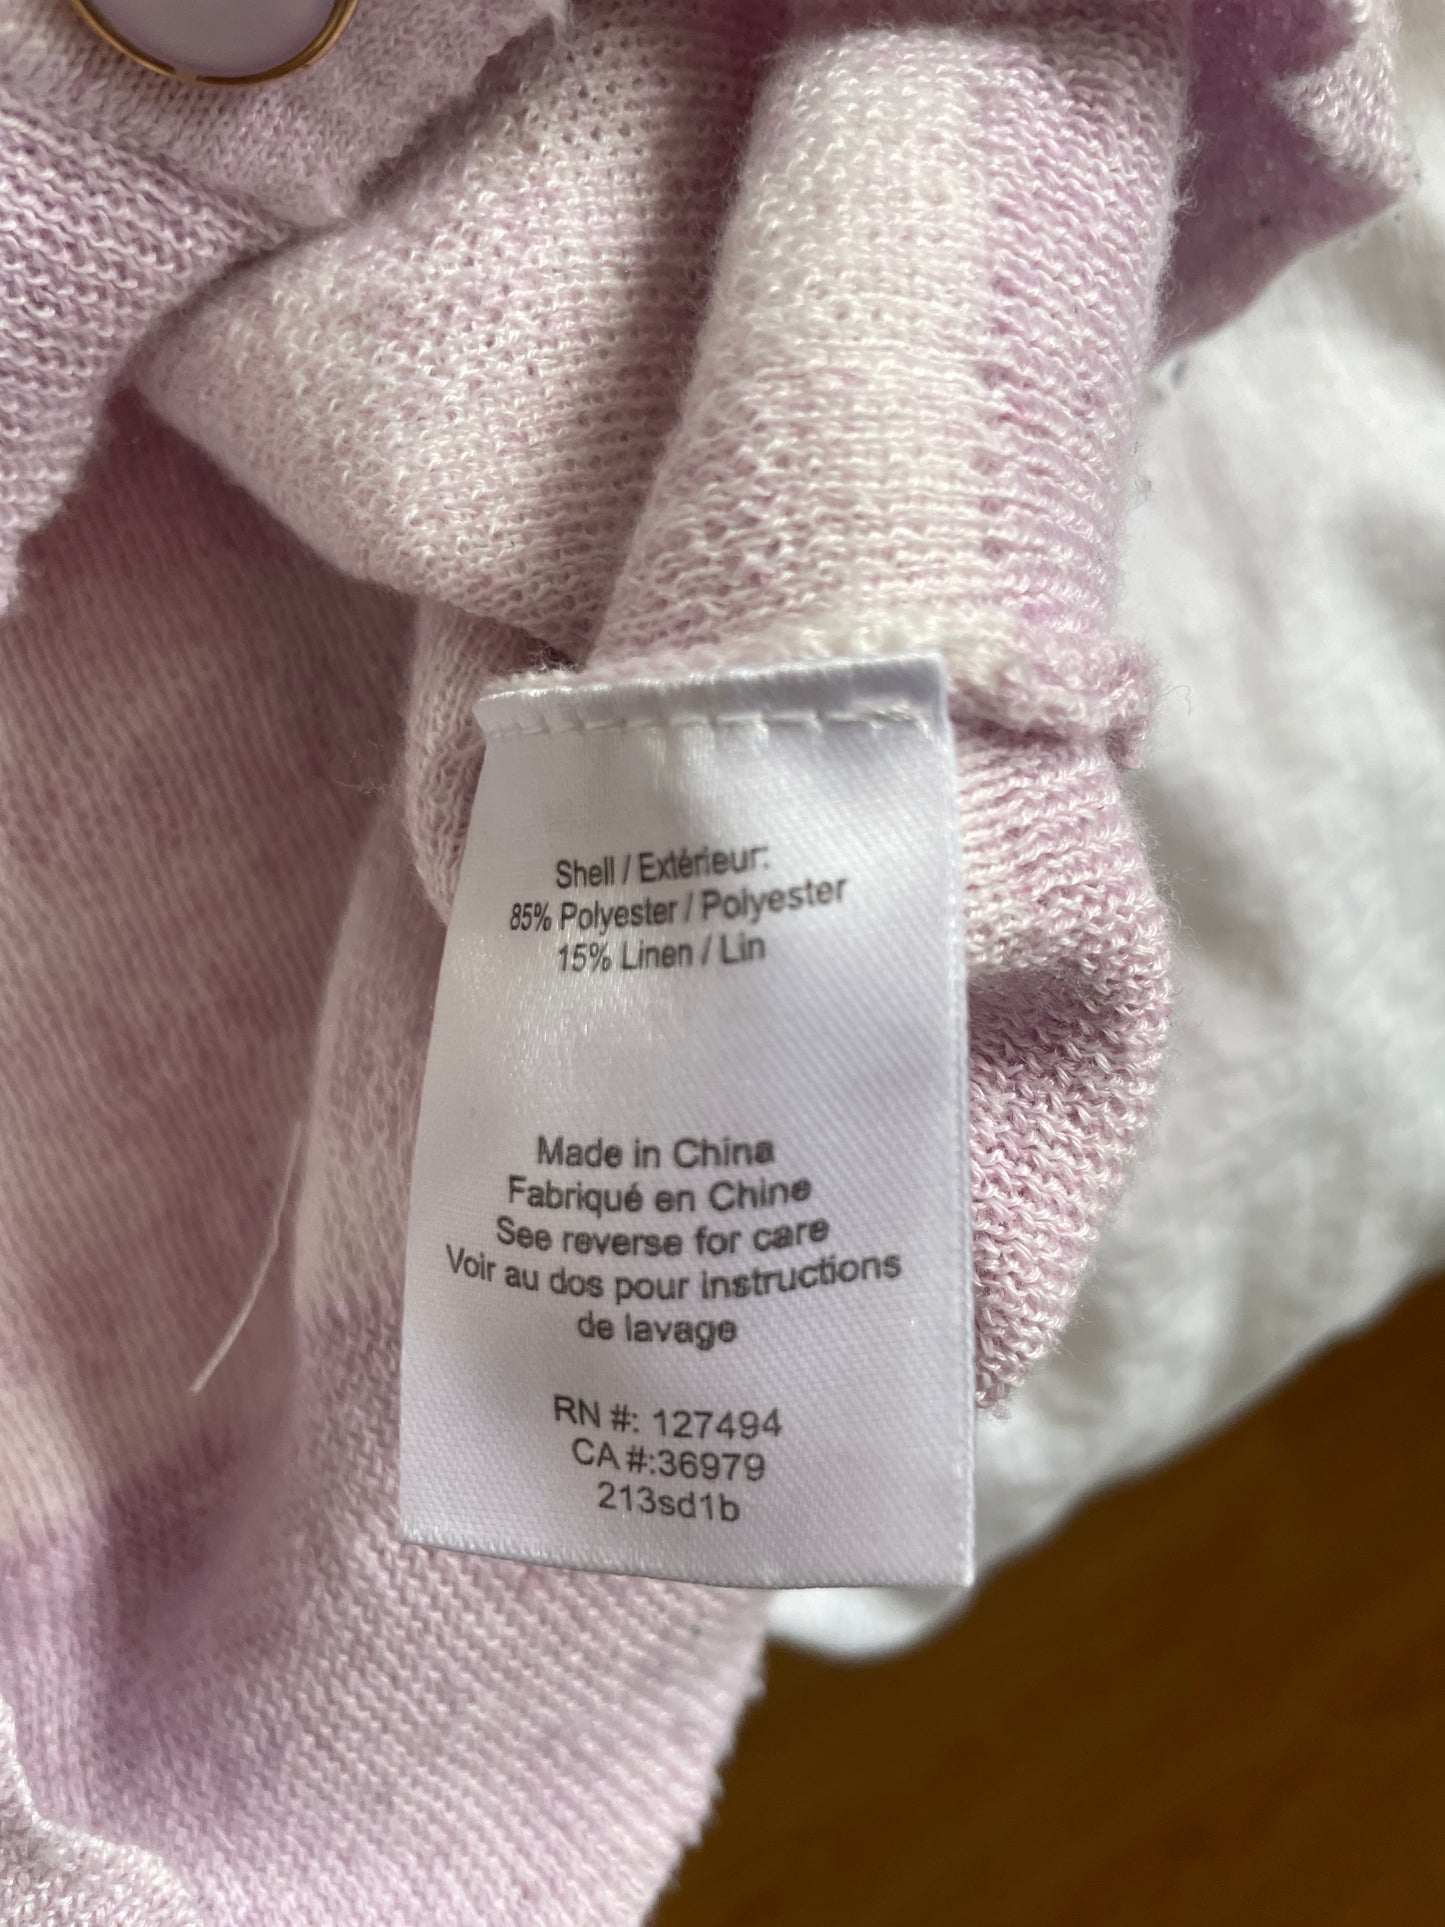 Shell / Extérieur:
85% Polyester / Polyester
15% Linen / Lin
Made in China
Fabriqué en Chine
See reverse for care
Voir au dos pour instructions
de lavage
RN #: 127494
CA #:36979
213sd1b